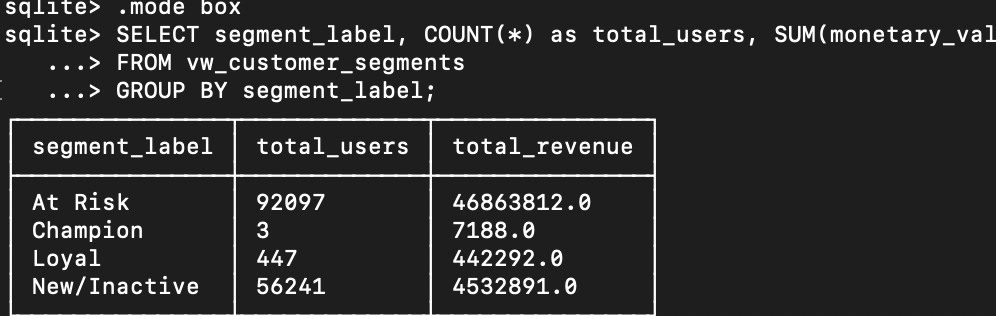 sqlite> .mode box
sqlite> SELECT segment_label, COUNT(*) as total_users, SUM(monetary_val
...> FROM vw_customer_segments
...> GROUP BY segment_label;
segment_label total_users total_revenue
At Risk 92097 46863812.0
Champion 3 7188.0
Loyal 447 442292.0
New/Inactive 56241 4532891.0